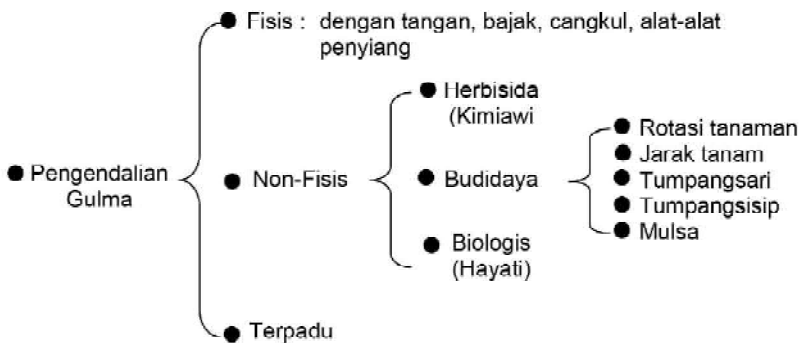 Fisis : dengan tangan, bajak, cangkul, alat-alat
penyiang
Herbisida
(Kimiawi
Rotasi tanaman
Jarak tanam
Pengendalian
Gulma
Non-Fisis
Budidaya
Tumpangsari
Tumpangsisip
Mulsa
Biologis
(Hayati)
Terpadu